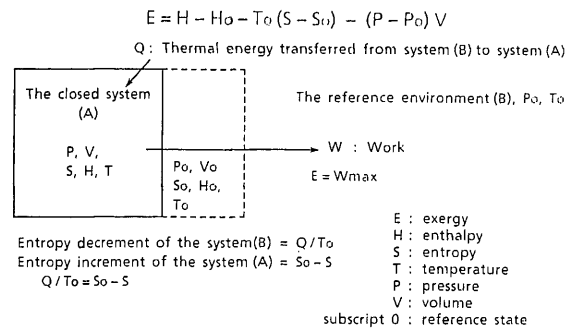 E = H – Ho – To (S – So) – (P – Po) V
Q : Thermal energy transferred from system (B) to system (A)
The closed system
(A)
The reference environment (B), Po, To
P, V,
S, H, T
W : Work
Po, Vo
So, Ho,
To
E = Wmax
Entropy decrement of the system(B) = Q/To
Entropy increment of the system (A) = So – S
Q/To = So – S
E : exergy
H : enthalpy
S : entropy
T : temperature
P : pressure
V : volume
subscript 0 : reference state